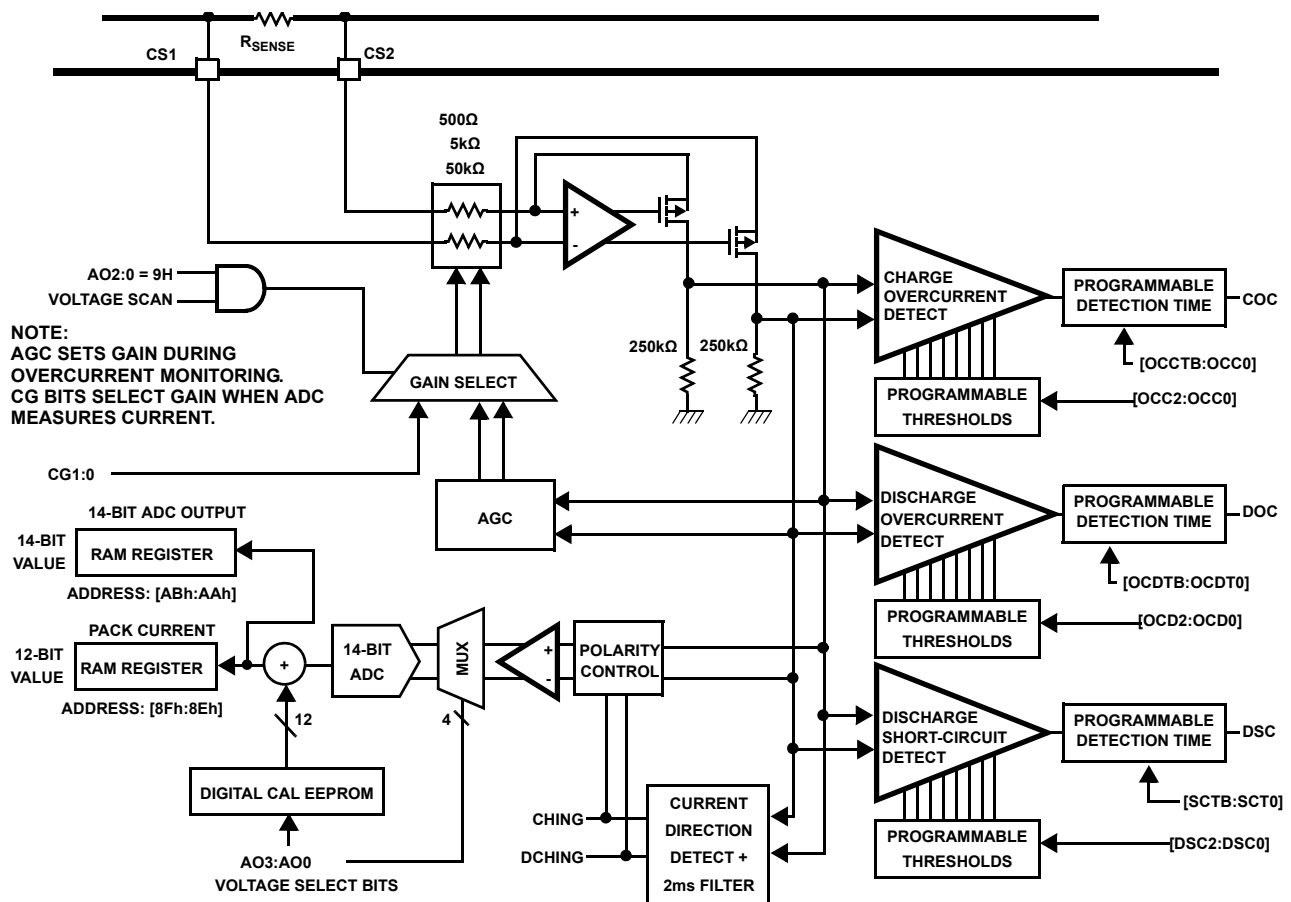 RSENSE
CS1
CS2
500Ω
5kΩ
50kΩ
+
-
AO2:0 = 9H
VOLTAGE SCAN
NOTE:
AGC SETS GAIN DURING
OVERCURRENT MONITORING.
CG BITS SELECT GAIN WHEN ADC
MEASURES CURRENT.
GAIN SELECT
250kΩ
250kΩ
CHARGE
OVERCURRENT
DETECT
PROGRAMMABLE
DETECTION TIME
COC
[OCCTB:OCC0]
PROGRAMMABLE
THRESHOLDS
[OCC2:OCC0]
CG1:0
AGC
DISCHARGE
OVERCURRENT
DETECT
PROGRAMMABLE
DETECTION TIME
DOC
[OCDTB:OCDT0]
PROGRAMMABLE
THRESHOLDS
[OCD2:OCD0]
14-BIT ADC OUTPUT
14-BIT
VALUE
RAM REGISTER
ADDRESS: [ABh:AAh]
PACK CURRENT
12-BIT
VALUE
RAM REGISTER
ADDRESS: [8Fh:8Eh]
+
14-BIT
ADC
MUX
+
-
POLARITY
CONTROL
12
4
DIGITAL CAL EEPROM
AO3:AO0
VOLTAGE SELECT BITS
CHING
DCHING
CURRENT
DIRECTION
DETECT +
2ms FILTER
DISCHARGE
SHORT-CIRCUIT
DETECT
PROGRAMMABLE
DETECTION TIME
DSC
[SCTB:SCT0]
PROGRAMMABLE
THRESHOLDS
[DSC2:DSC0]